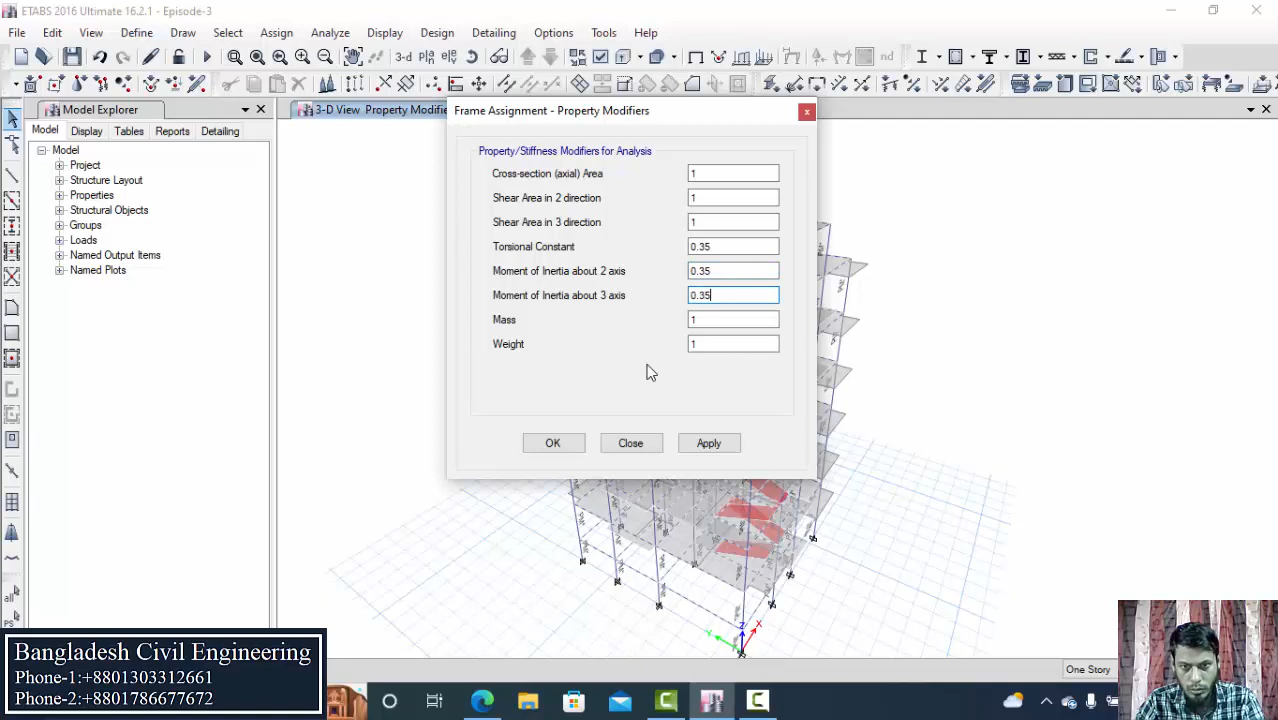 ETABS 2016 Ultimate 16.2.1 - Episode-3
File Edit View Define Draw Select Assign Analyze Display Design Detailing Options Tools Help
3-d
nd
Model Explorer
3-D View Property Modifie
Frame Assignment - Property Modifiers
Model Display Tables Reports Detailing
Model
Project
Structure Layout
Properties
Structural Objects
Groups
Loads
Named Output Items
Named Plots
Property/Stiffness Modifiers for Analysis
Cross-section (axial) Area 1
Shear Area in 2 direction 1
Shear Area in 3 direction 1
Torsional Constant 0.35
Moment of Inertia about 2 axis 0.35
Moment of Inertia about 3 axis 0.35
Mass 1
Weight 1
OK Close Apply
all
Z
X
Y
One Story
Bangladesh Civil Engineering
Phone-1:+8801303312661
Phone-2:+8801786677672